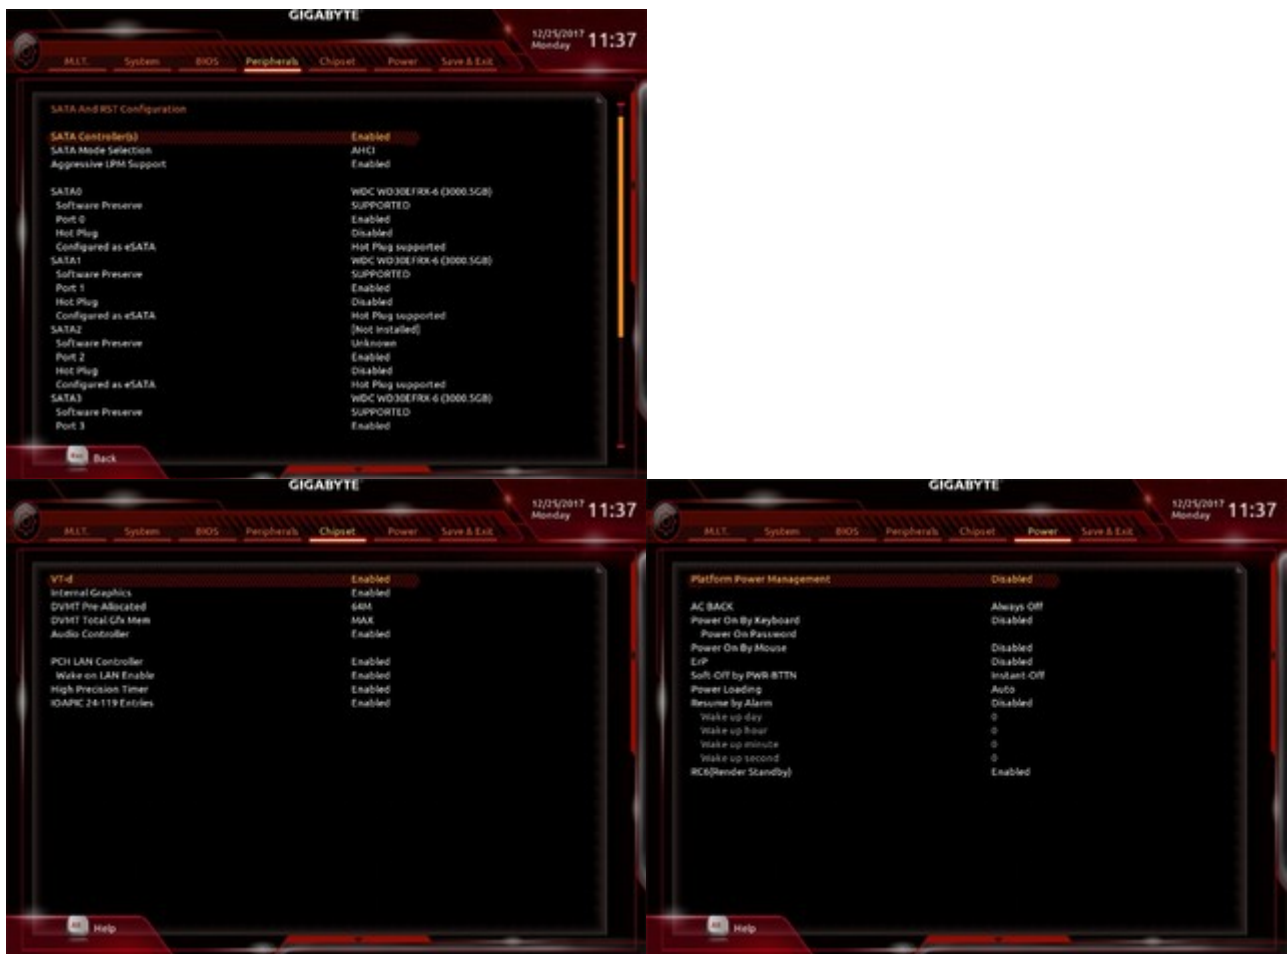 GIGABYTE
12/25/2017
Monday 11:37
M.I.T. System BIOS Peripherals Chipset Power Save & Exit
SATA And RST Configuration
SATA Controller(s) Enabled
SATA Mode Selection AHCI
Aggressive LPM Support Enabled
SATA0 WDC WD30EFRX-6 (3000.5GB)
Software Preserve SUPPORTED
Port 0 Enabled
Hot Plug Disabled
Configured as eSATA Hot Plug supported
SATA1 WDC WD30EFRX-6 (3000.5GB)
Software Preserve SUPPORTED
Port 1 Enabled
Hot Plug Disabled
Configured as eSATA Hot Plug supported
SATA2 [Not Installed]
Software Preserve Unknown
Port 2 Enabled
Hot Plug Disabled
Configured as eSATA Hot Plug supported
SATA3 WDC WD30EFRX-6 (3000.5GB)
Software Preserve SUPPORTED
Port 3 Enabled
Esc Back
GIGABYTE
12/25/2017
Monday 11:37
M.I.T. System BIOS Peripherals Chipset Power Save & Exit
VT-d Enabled
Internal Graphics Enabled
DVMT Pre-Allocated 64M
DVMT Total Gfx Mem MAX
Audio Controller Enabled
PCH LAN Controller Enabled
Wake on LAN Enable Enabled
High Precision Timer Enabled
IOAPIC 24-119 Entries Enabled
Help
GIGABYTE
12/25/2017
Monday 11:37
M.I.T. System BIOS Peripherals Chipset Power Save & Exit
Platform Power Management Disabled
AC BACK Always Off
Power On By Keyboard Disabled
Power On Password
Power On By Mouse Disabled
ErP Disabled
Soft-Off by PWR-BTTN Instant-Off
Power Loading Auto
Resume by Alarm Disabled
Wake up day 0
Wake up hour 0
Wake up minute 0
Wake up second 0
RC6(Render Standby) Enabled
Help